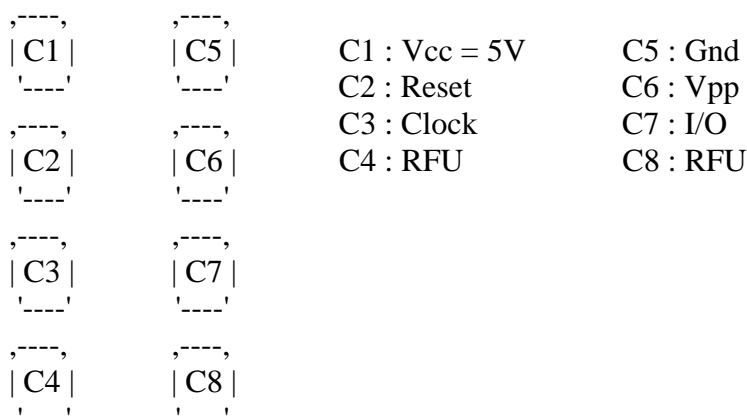 ,----, ,----,
| C1 | | C5 | C1 : Vcc = 5V C5 : Gnd
'----' '----' C2 : Reset C6 : Vpp
,----, ,----, C3 : Clock C7 : I/O
| C2 | | C6 | C4 : RFU C8 : RFU
'----' '----'
,----, ,----,
| C3 | | C7 |
'----' '----'
,----, ,----,
| C4 | | C8 |
'----' '----'